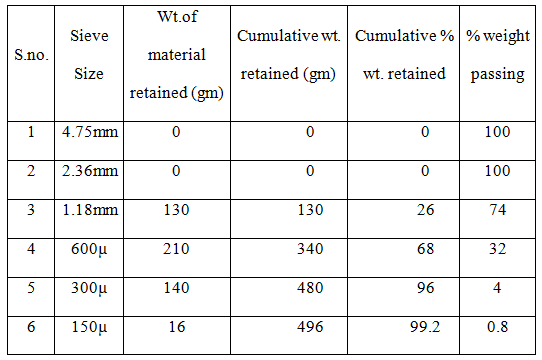 S.no. Sieve Size Wt.of material retained (gm) Cumulative wt. retained (gm) Cumulative % wt. retained % weight passing
1 4.75mm 0 0 0 100
2 2.36mm 0 0 0 100
3 1.18mm 130 130 26 74
4 600μ 210 340 68 32
5 300μ 140 480 96 4
6 150μ 16 496 99.2 0.8